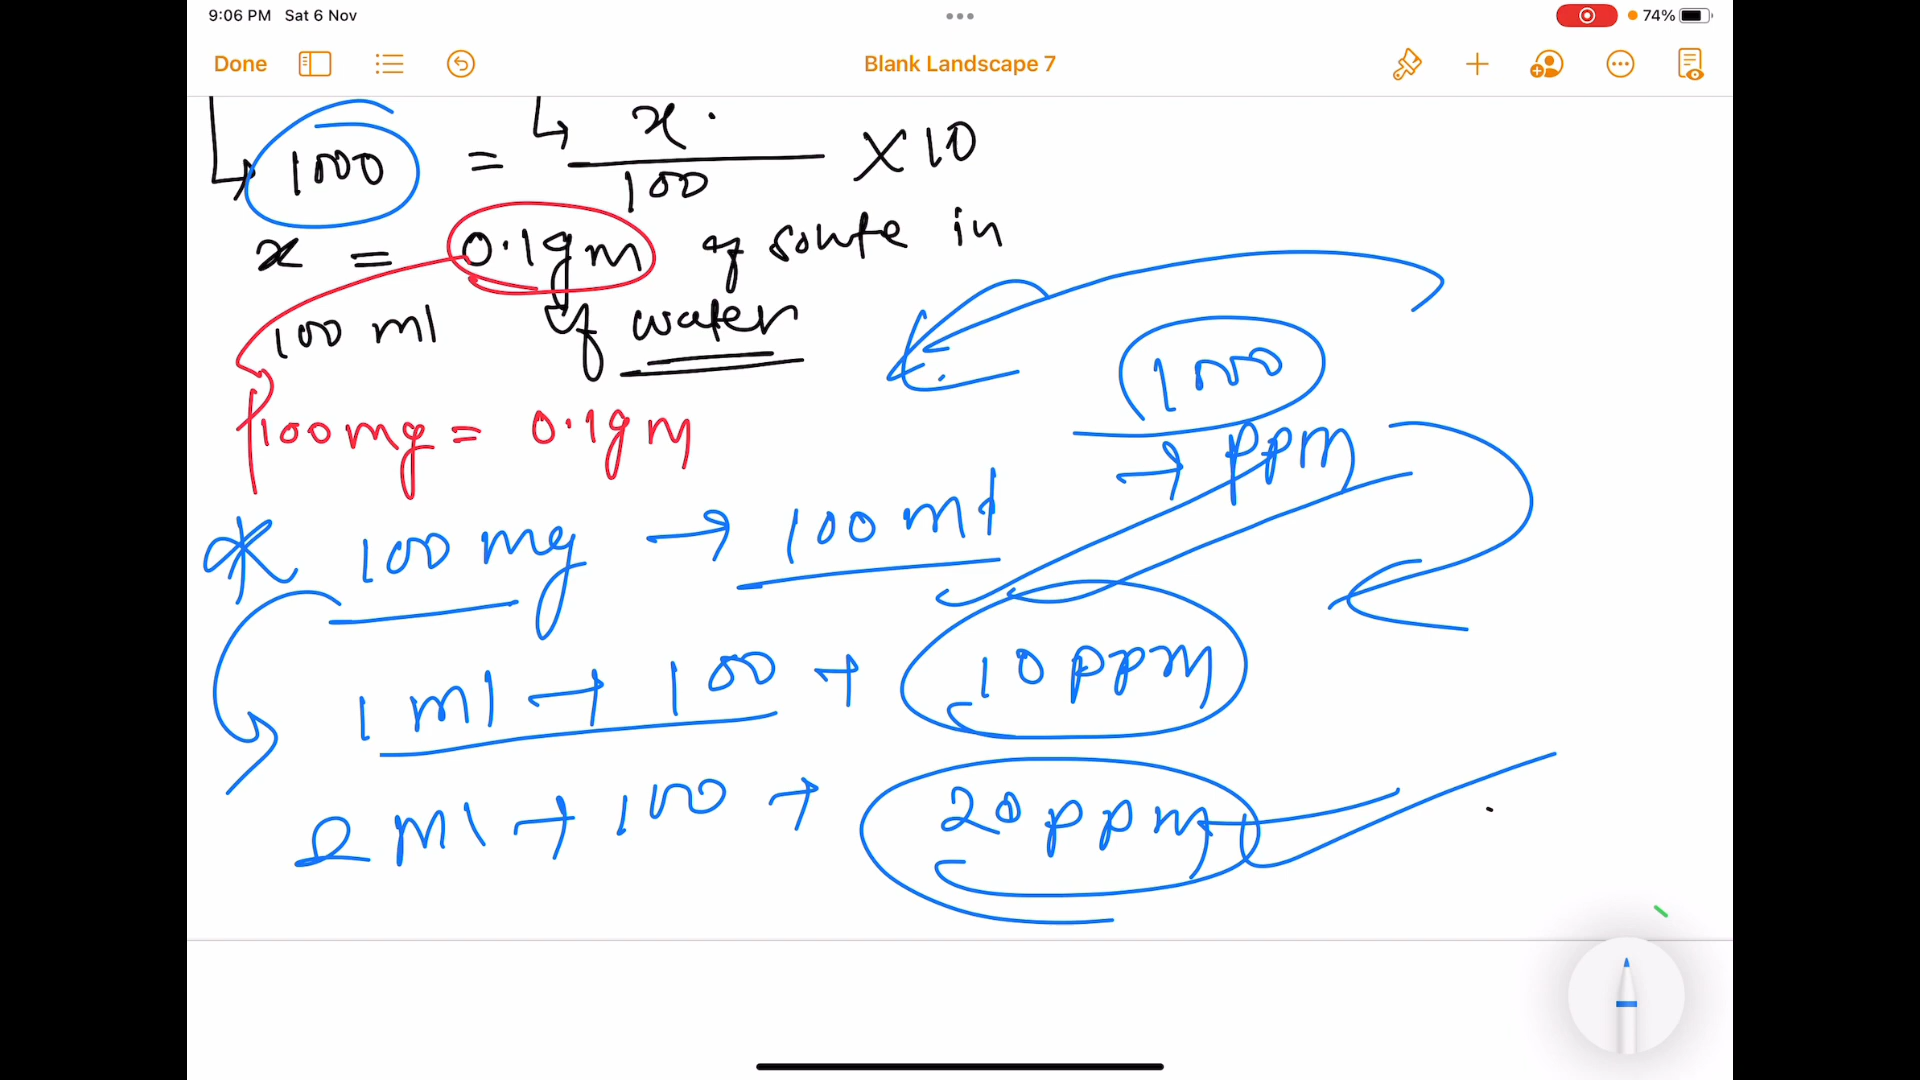 9:06 PM Sat 6 Nov
74%
Done
Blank Landscape 7
1000 = x / 100 × 10
x = 0.1gm of soute in
100 ml of water
100mg = 0.1gm
1000
→ ppm
* 100 mg → 100 ml
1 ml → 100 → 10 ppm
2 ml → 100 → 20 ppm